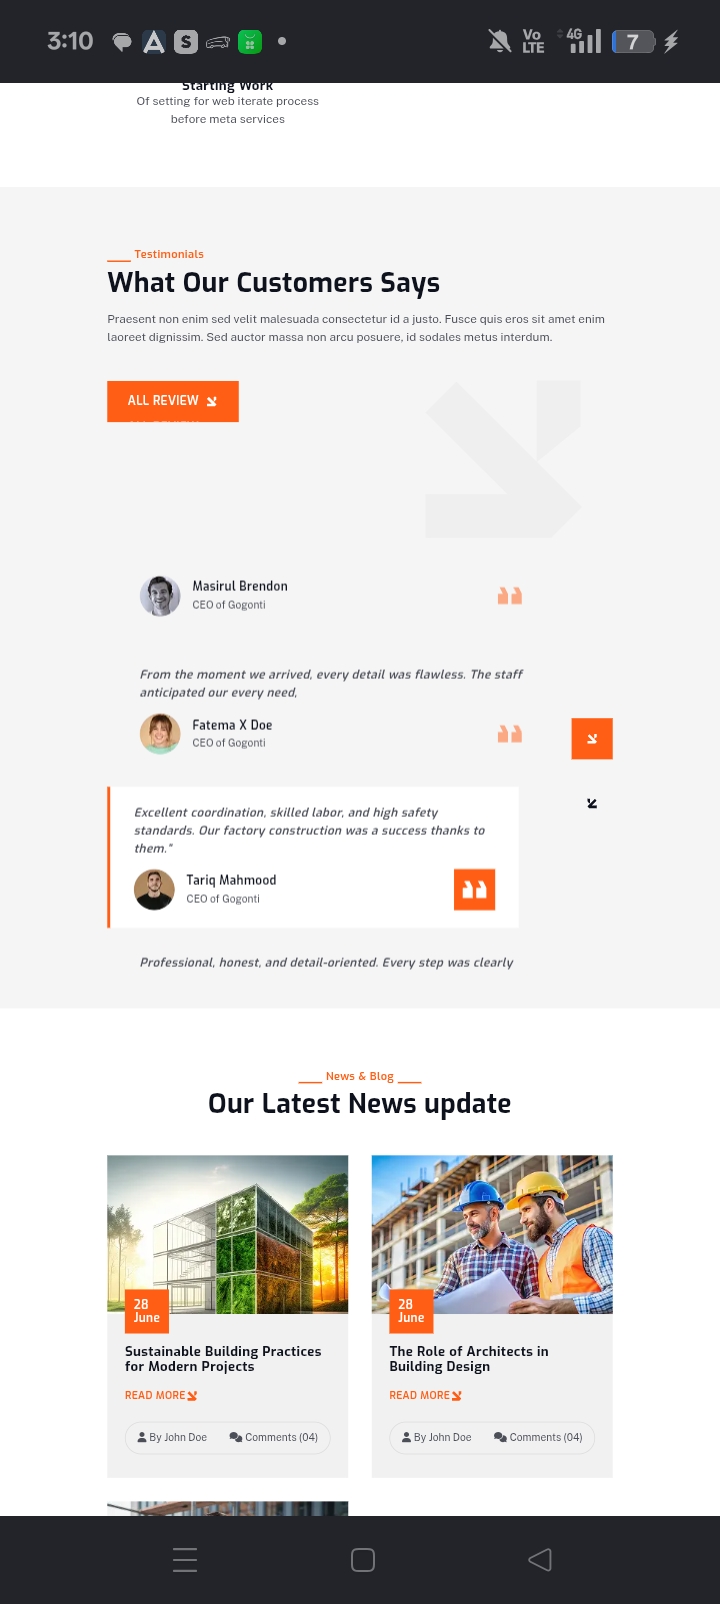 3:10
Vo
LTE
4G
7
Starting Work
Of setting for web iterate process
before meta services
Testimonials
What Our Customers Says
Praesent non enim sed velit malesuada consectetur id a justo. Fusce quis eros sit amet enim
laoreet dignissim. Sed auctor massa non arcu posuere, id sodales metus interdum.
ALL REVIEW
Masirul Brendon
CEO of Gogonti
From the moment we arrived, every detail was flawless. The staff
anticipated our every need,
Fatema X Doe
CEO of Gogonti
Excellent coordination, skilled labor, and high safety
standards. Our factory construction was a success thanks to
them."
Tariq Mahmood
CEO of Gogonti
Professional, honest, and detail-oriented. Every step was clearly
News & Blog
Our Latest News update
28
June
Sustainable Building Practices
for Modern Projects
READ MORE
By John Doe Comments (04)
28
June
The Role of Architects in
Building Design
READ MORE
By John Doe Comments (04)